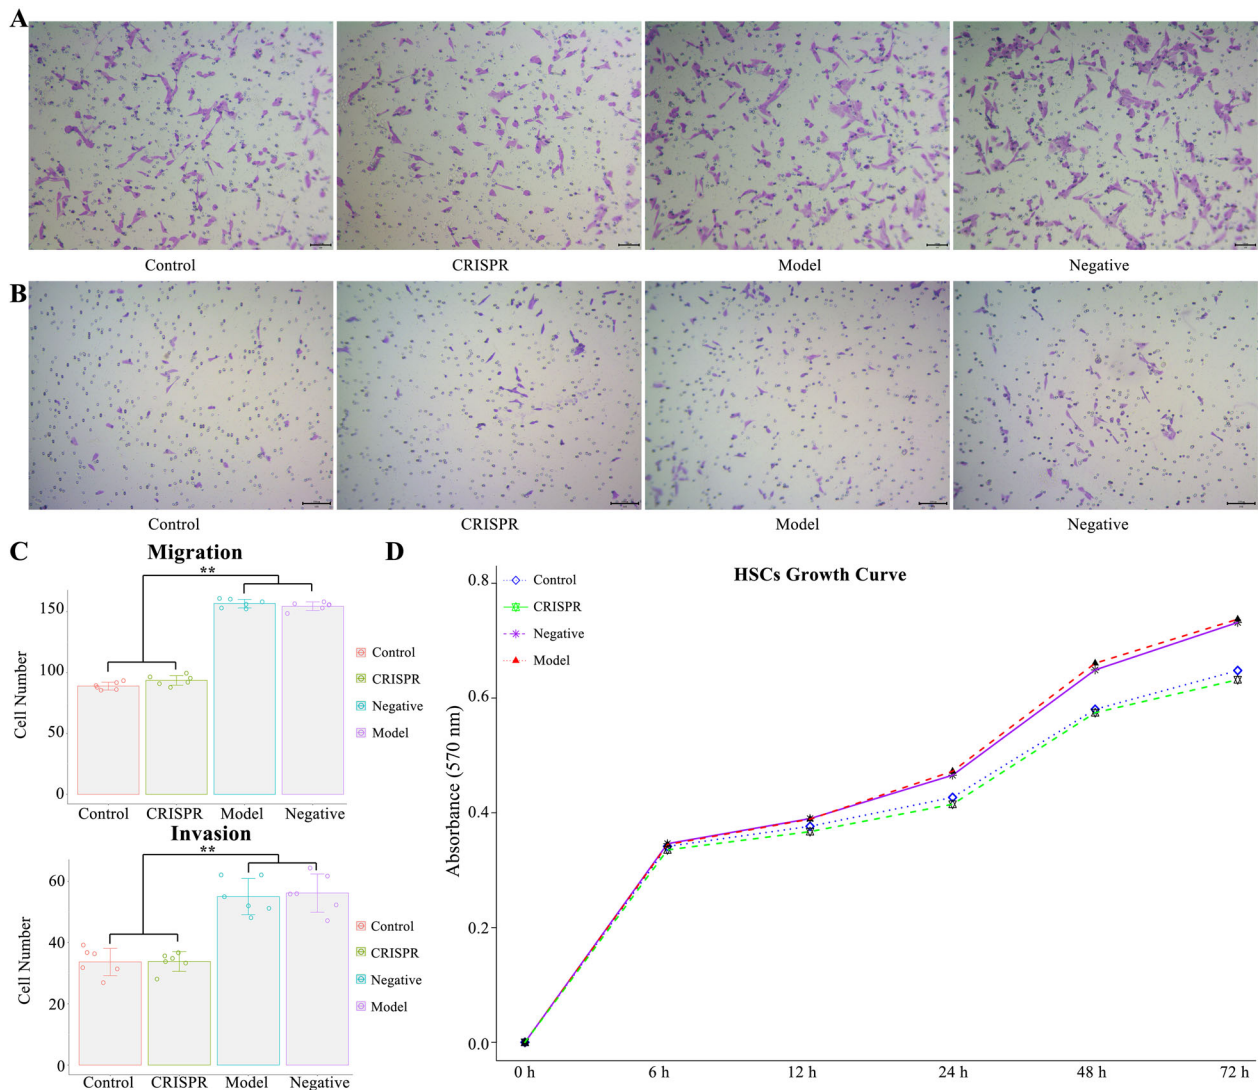 A
Control CRISPR Model Negative
B
Control CRISPR Model Negative
C
Migration
**
Cell Number
150
100
50
0
Control CRISPR Model Negative
Control
CRISPR
Negative
Model
Invasion
**
Cell Number
60
40
20
0
Control CRISPR Model Negative
Control
CRISPR
Negative
Model
D
HSCs Growth Curve
Control
CRISPR
Negative
Model
Absorbance (570 nm)
0.8
0.6
0.4
0.2
0.0
0 h 6 h 12 h 24 h 48 h 72 h